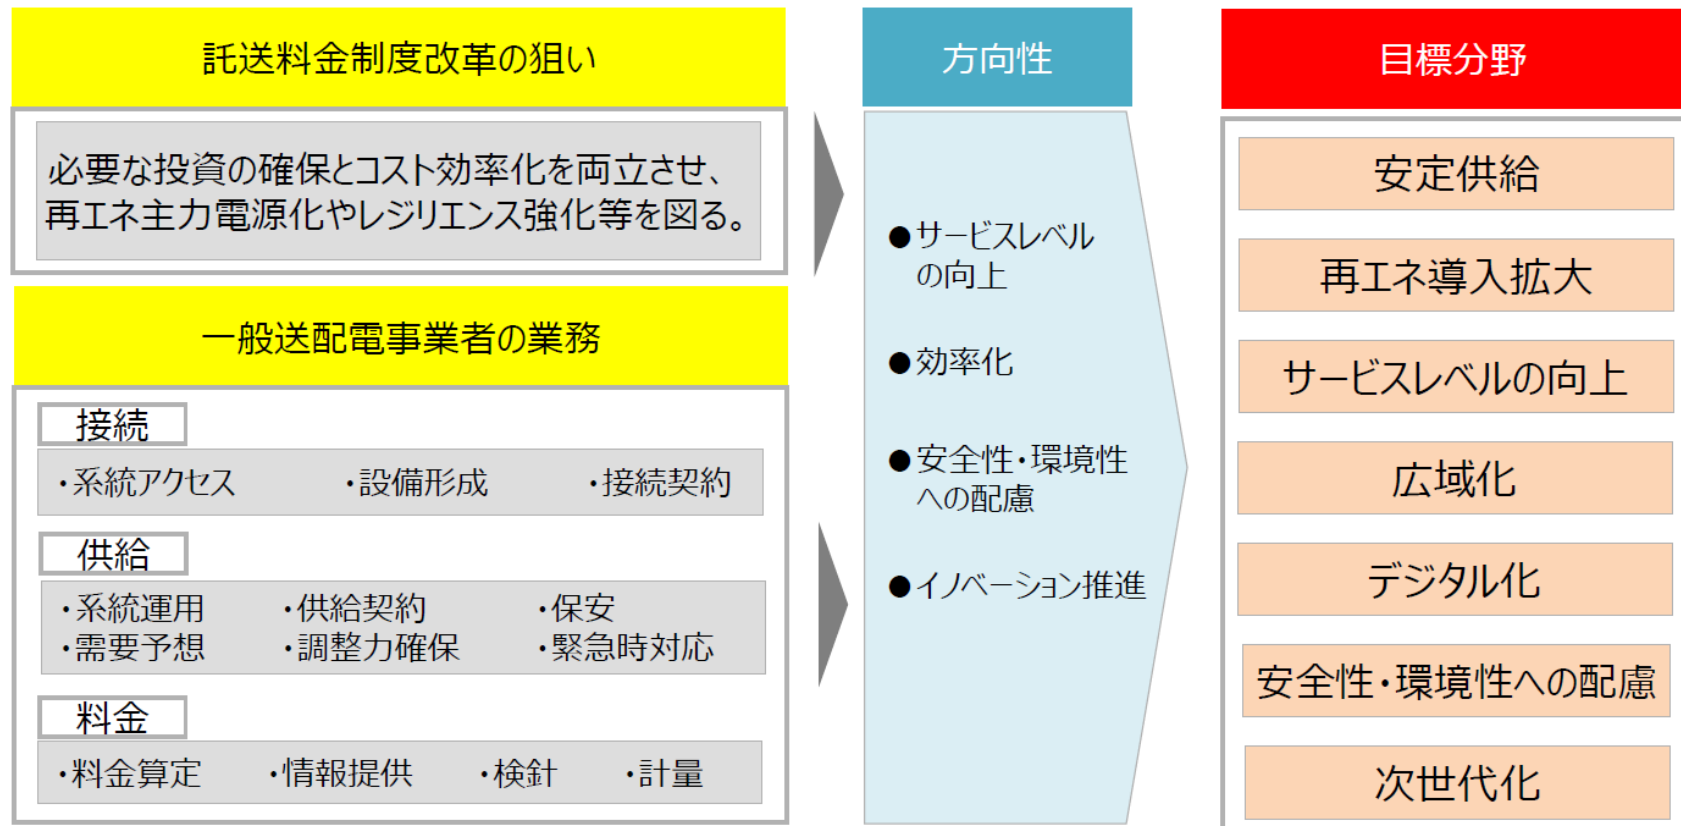 託送料金制度改革の狙い
必要な投資の確保とコスト効率化を両立させ、
再エネ主力電源化やレジリエンス強化等を図る。
一般送配電事業者の業務
接続
・系統アクセス ・設備形成 ・接続契約
供給
・系統運用 ・供給契約 ・保安
・需要予想 ・調整力確保 ・緊急時対応
料金
・料金算定 ・情報提供 ・検針 ・計量
方向性
●サービスレベル
の向上
●効率化
●安全性・環境性
への配慮
●イノベーション推進
目標分野
安定供給
再エネ導入拡大
サービスレベルの向上
広域化
デジタル化
安全性・環境性への配慮
次世代化